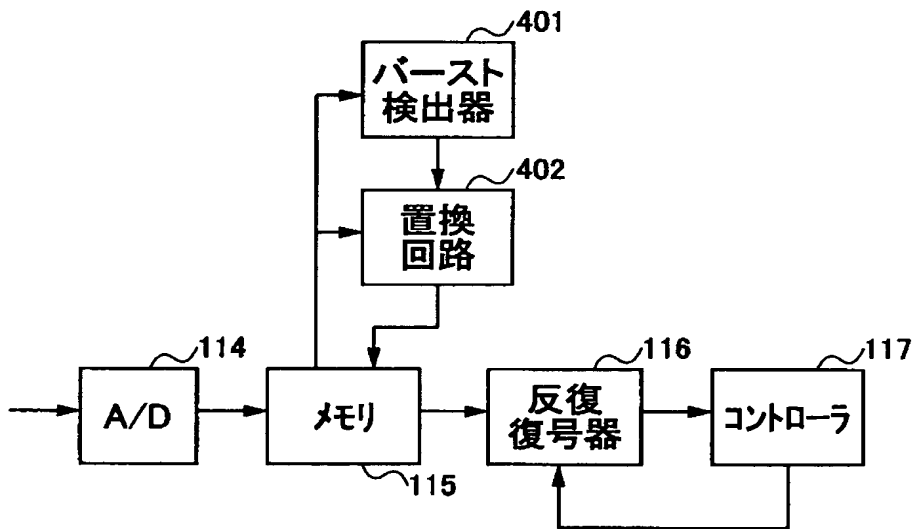 401
バースト
検出器
402
置換
回路
114
A/D
メモリ
115
116
反復
復号器
117
コントローラ